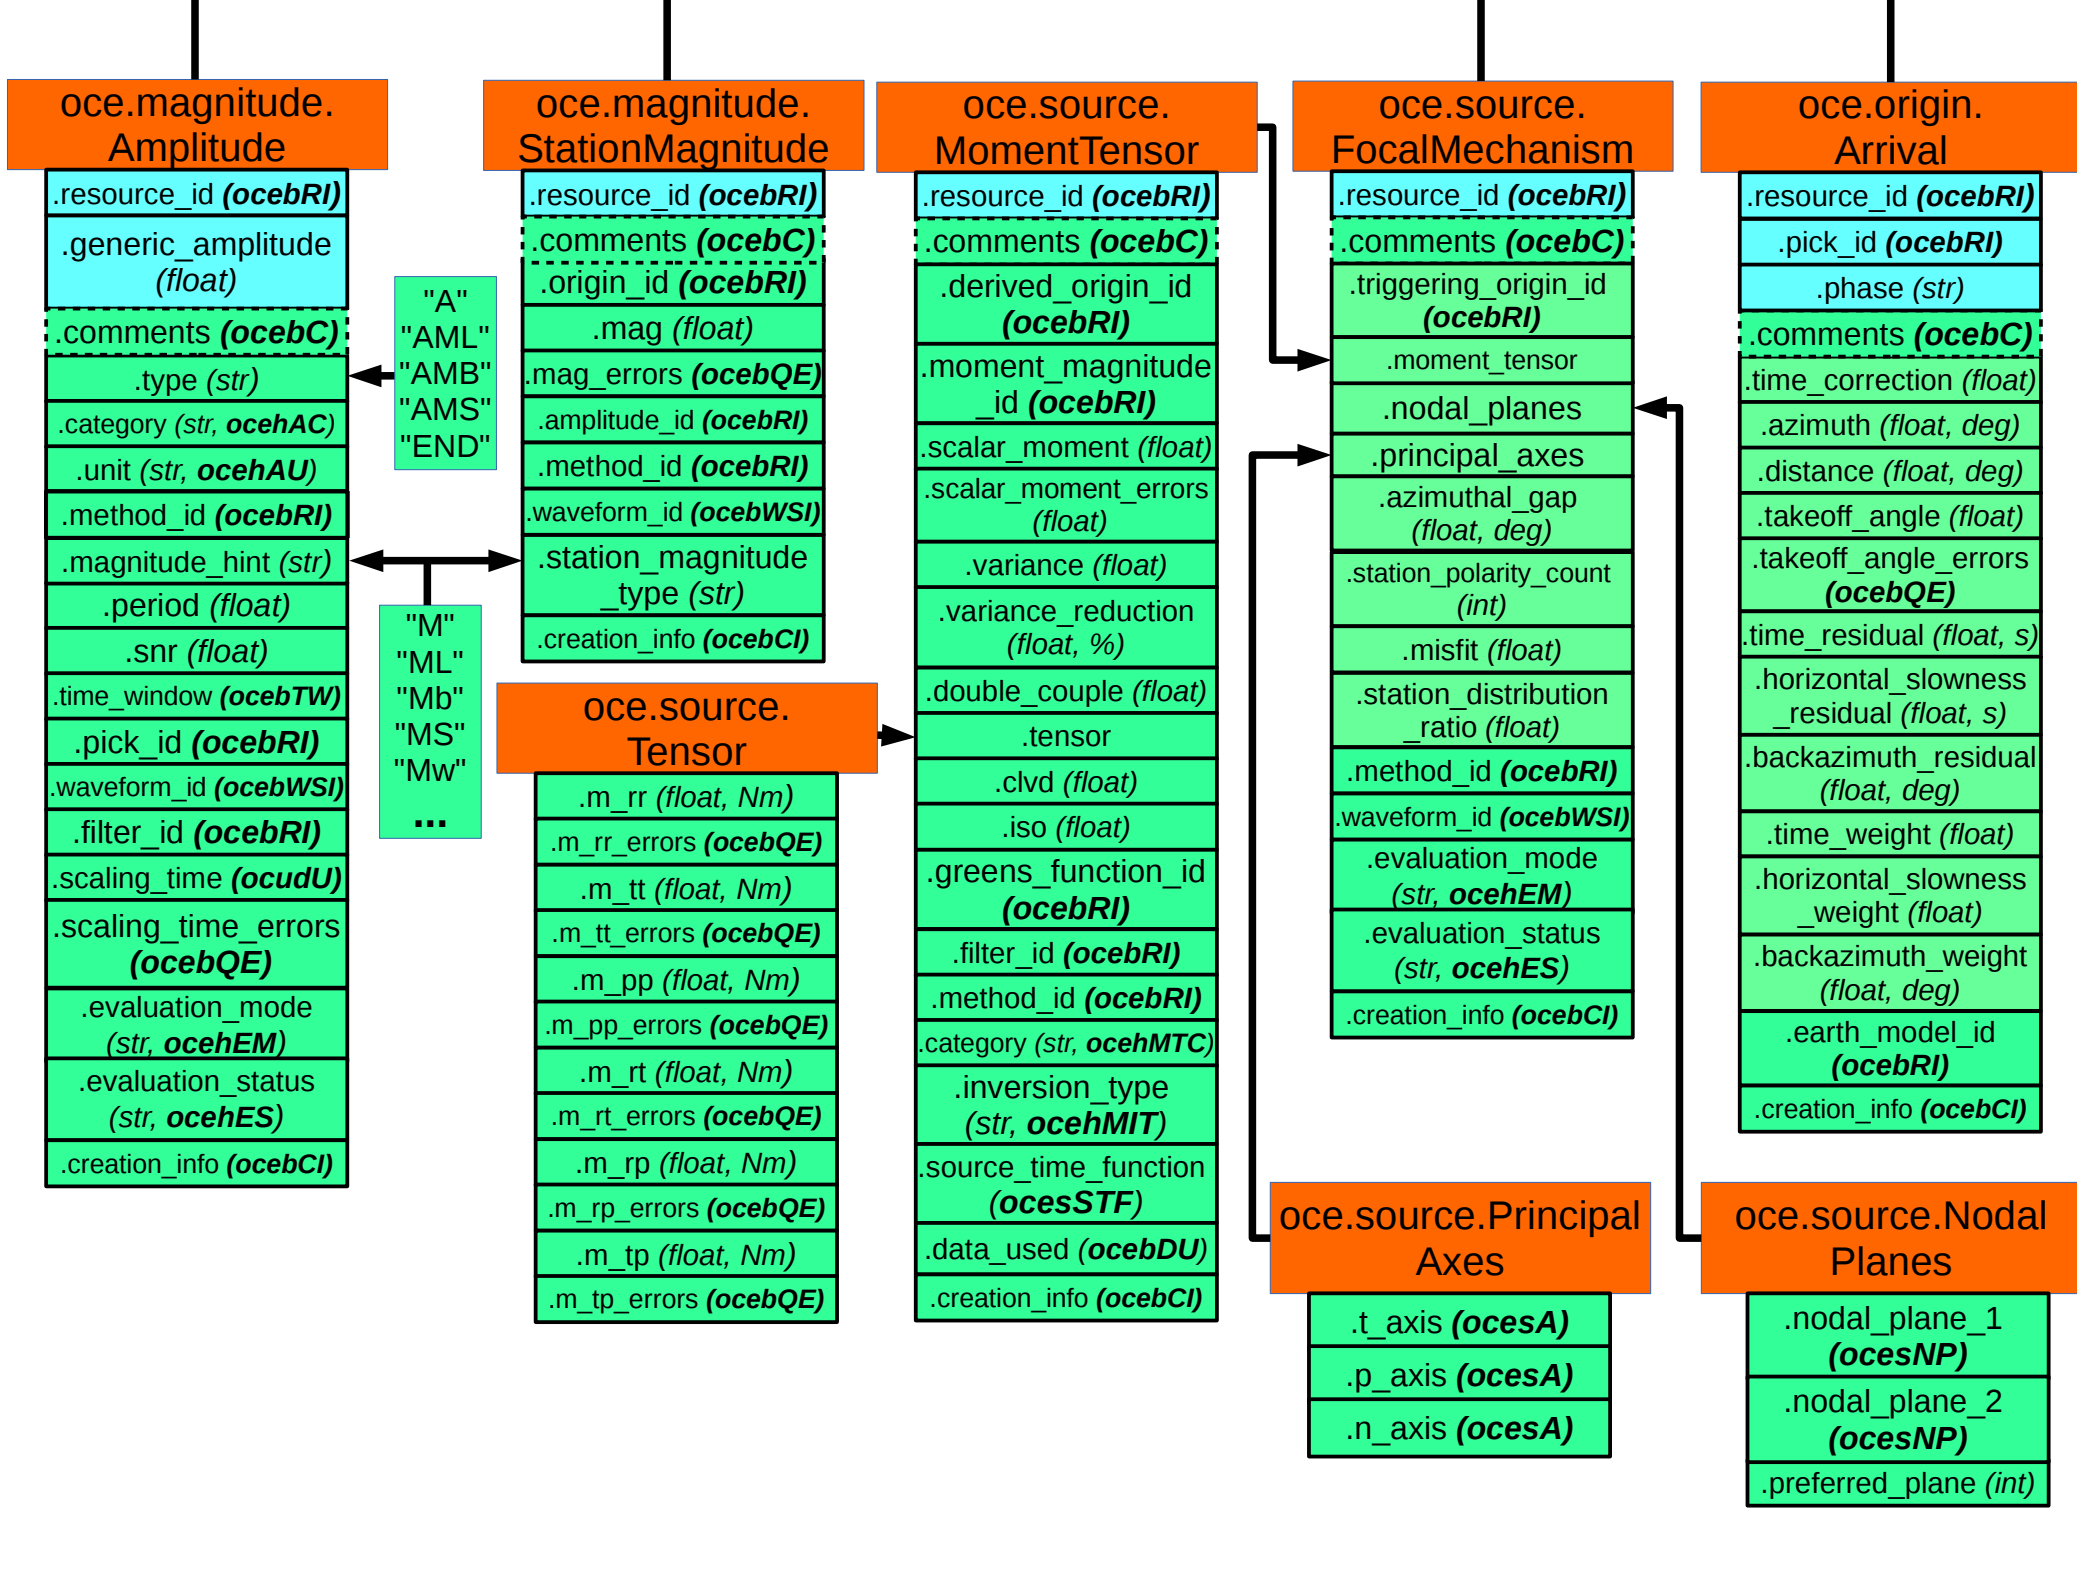 oce.magnitude.
Amplitude
.resource_id (ocebRI)
.generic_amplitude
(float)
.comments (ocebC)
.type (str)
.category (str, ocehAC)
.unit (str, ocehAU)
.method_id (ocebRI)
.magnitude_hint (str)
.period (float)
.snr (float)
.time_window (ocebTW)
.pick_id (ocebRI)
.waveform_id (ocebWSI)
.filter_id (ocebRI)
.scaling_time (ocudU)
.scaling_time_errors
(ocebQE)
.evaluation_mode
(str, ocehEM)
.evaluation_status
(str, ocehES)
.creation_info (ocebCI)
"A"
"AML"
"AMB"
"AMS"
"END"
"M"
"ML"
"Mb"
"MS"
"Mw"
...
oce.magnitude.
StationMagnitude
.resource_id (ocebRI)
.comments (ocebC)
.origin_id (ocebRI)
.mag (float)
.mag_errors (ocebQE)
.amplitude_id (ocebRI)
.method_id (ocebRI)
.waveform_id (ocebWSI)
.station_magnitude
_type (str)
.creation_info (ocebCI)
oce.source.
Tensor
.m_rr (float, Nm)
.m_rr_errors (ocebQE)
.m_tt (float, Nm)
.m_tt_errors (ocebQE)
.m_pp (float, Nm)
.m_pp_errors (ocebQE)
.m_rt (float, Nm)
.m_rt_errors (ocebQE)
.m_rp (float, Nm)
.m_rp_errors (ocebQE)
.m_tp (float, Nm)
.m_tp_errors (ocebQE)
oce.source.
MomentTensor
.resource_id (ocebRI)
.comments (ocebC)
.derived_origin_id
(ocebRI)
.moment_magnitude
_id (ocebRI)
.scalar_moment (float)
.scalar_moment_errors
(float)
.variance (float)
.variance_reduction
(float, %)
.double_couple (float)
.tensor
.clvd (float)
.iso (float)
.greens_function_id
(ocebRI)
.filter_id (ocebRI)
.method_id (ocebRI)
.category (str, ocehMTC)
.inversion_type
(str, ocehMIT)
.source_time_function
(ocesSTF)
.data_used (ocebDU)
.creation_info (ocebCI)
oce.source.
FocalMechanism
.resource_id (ocebRI)
.comments (ocebC)
.triggering_origin_id
(ocebRI)
.moment_tensor
.nodal_planes
.principal_axes
.azimuthal_gap
(float, deg)
.station_polarity_count
(int)
.misfit (float)
.station_distribution
_ratio (float)
.method_id (ocebRI)
.waveform_id (ocebWSI)
.evaluation_mode
(str, ocehEM)
.evaluation_status
(str, ocehES)
.creation_info (ocebCI)
oce.source.Principal
Axes
.t_axis (ocesA)
.p_axis (ocesA)
.n_axis (ocesA)
oce.origin.
Arrival
.resource_id (ocebRI)
.pick_id (ocebRI)
.phase (str)
.comments (ocebC)
.time_correction (float)
.azimuth (float, deg)
.distance (float, deg)
.takeoff_angle (float)
.takeoff_angle_errors
(ocebQE)
.time_residual (float, s)
.horizontal_slowness
_residual (float, s)
.backazimuth_residual
(float, deg)
.time_weight (float)
.horizontal_slowness
_weight (float)
.backazimuth_weight
(float, deg)
.earth_model_id
(ocebRI)
.creation_info (ocebCI)
oce.source.Nodal
Planes
.nodal_plane_1
(ocesNP)
.nodal_plane_2
(ocesNP)
.preferred_plane (int)